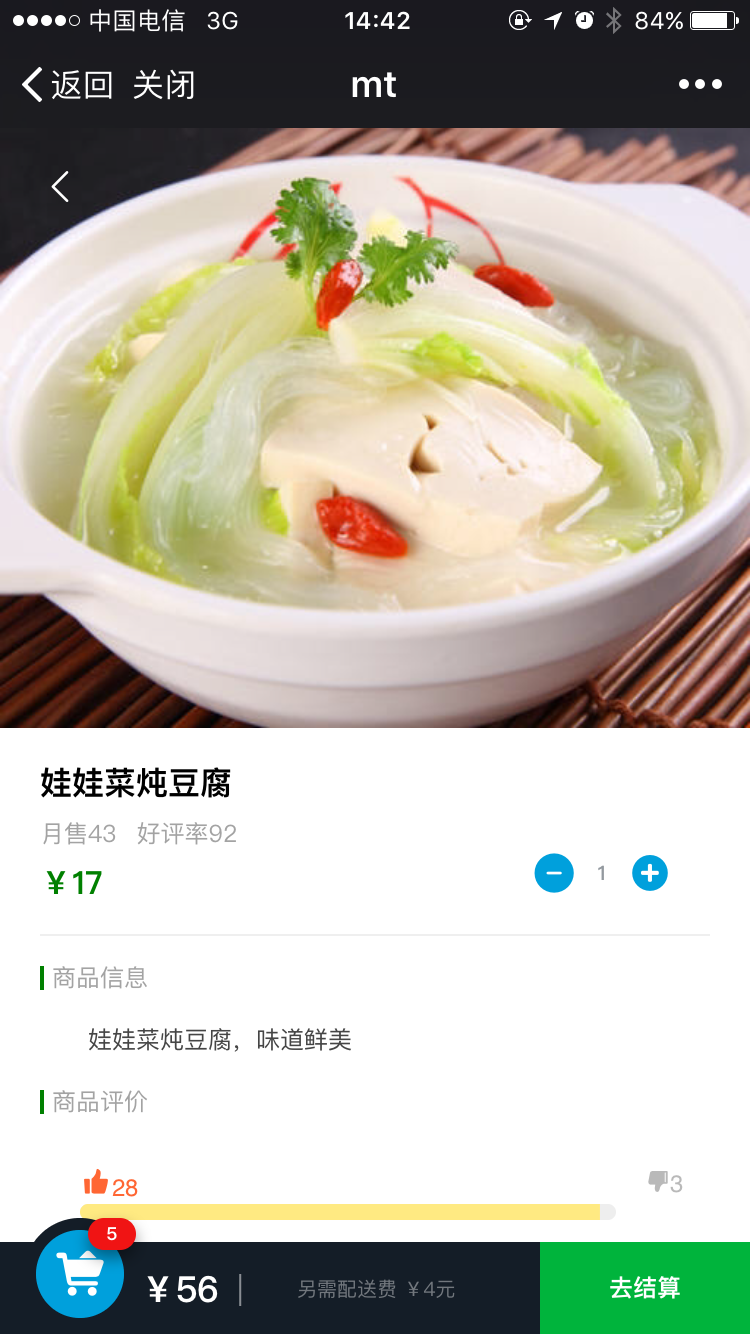 中国电信 3G 14:42 84%
返回 关闭 mt
娃娃菜炖豆腐
月售43 好评率92
¥17 1
商品信息
娃娃菜炖豆腐，味道鲜美
商品评价
28 3
5
¥56 另需配送费 ¥4元 去结算